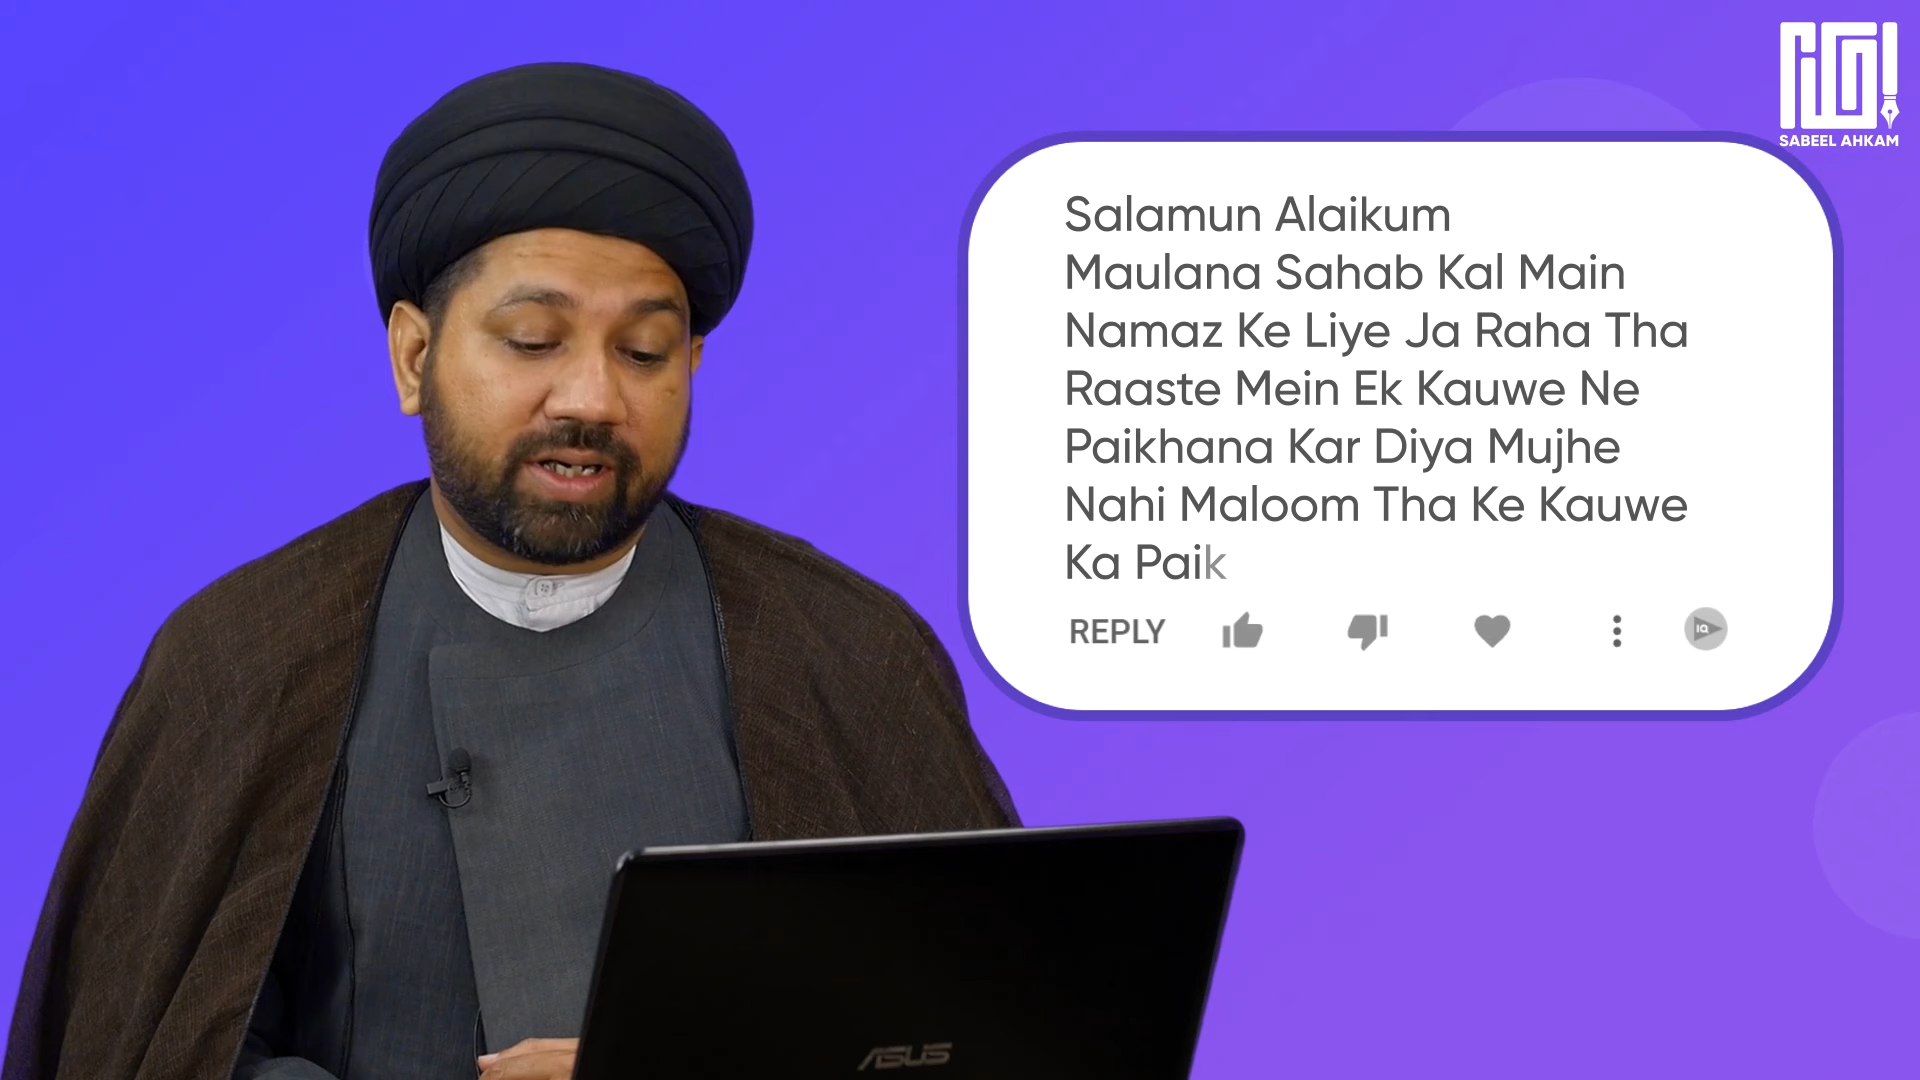 SABEEL AHKAM
Salamun Alaikum
Maulana Sahab Kal Main
Namaz Ke Liye Ja Raha Tha
Raaste Mein Ek Kauwe Ne
Paikhana Kar Diya Mujhe
Nahi Maloom Tha Ke Kauwe
Ka Paik
REPLY
IQ
ASUS